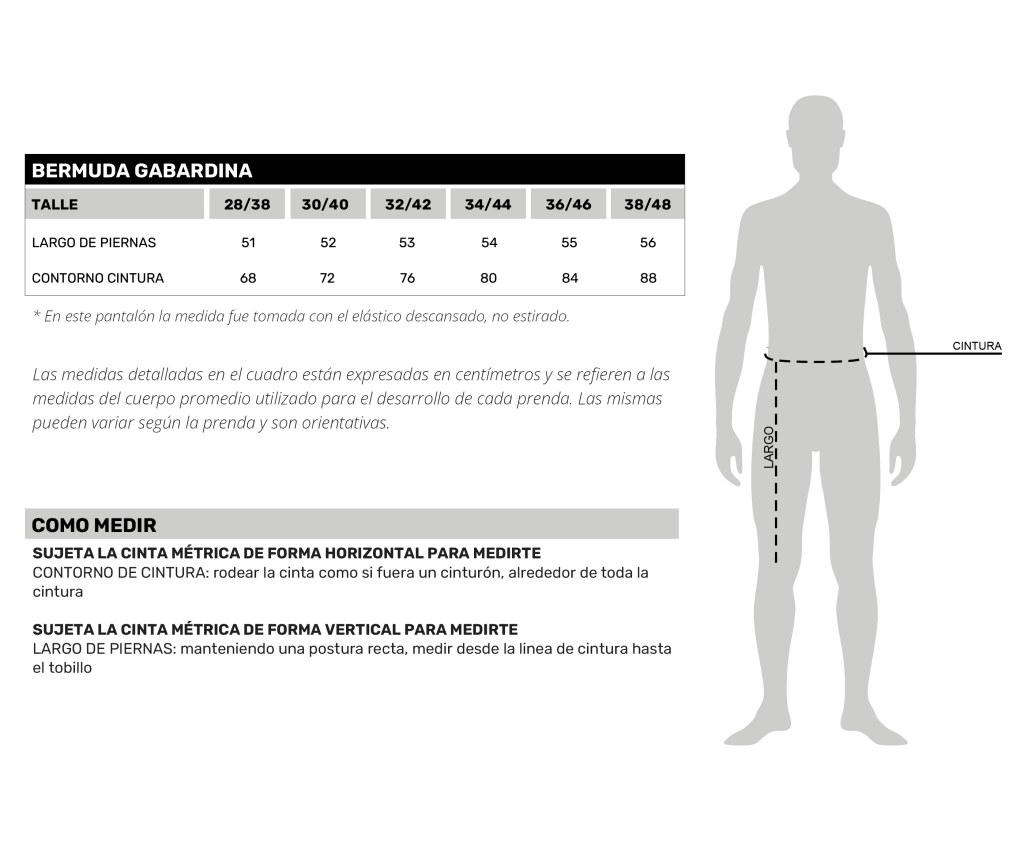 BERMUDA GABARDINA
TALLE 28/38 30/40 32/42 34/44 36/46 38/48
LARGO DE PIERNAS 51 52 53 54 55 56
CONTORNO CINTURA 68 72 76 80 84 88
* En este pantalón la medida fue tomada con el elástico descansado, no estirado.
Las medidas detalladas en el cuadro están expresadas en centímetros y se refieren a las
medidas del cuerpo promedio utilizado para el desarrollo de cada prenda. Las mismas
pueden variar según la prenda y son orientativas.
COMO MEDIR
SUJETA LA CINTA MÉTRICA DE FORMA HORIZONTAL PARA MEDIRTE
CONTORNO DE CINTURA: rodear la cinta como si fuera un cinturón, alrededor de toda la
cintura
SUJETA LA CINTA MÉTRICA DE FORMA VERTICAL PARA MEDIRTE
LARGO DE PIERNAS: manteniendo una postura recta, medir desde la linea de cintura hasta
el tobillo
CINTURA
LARGO